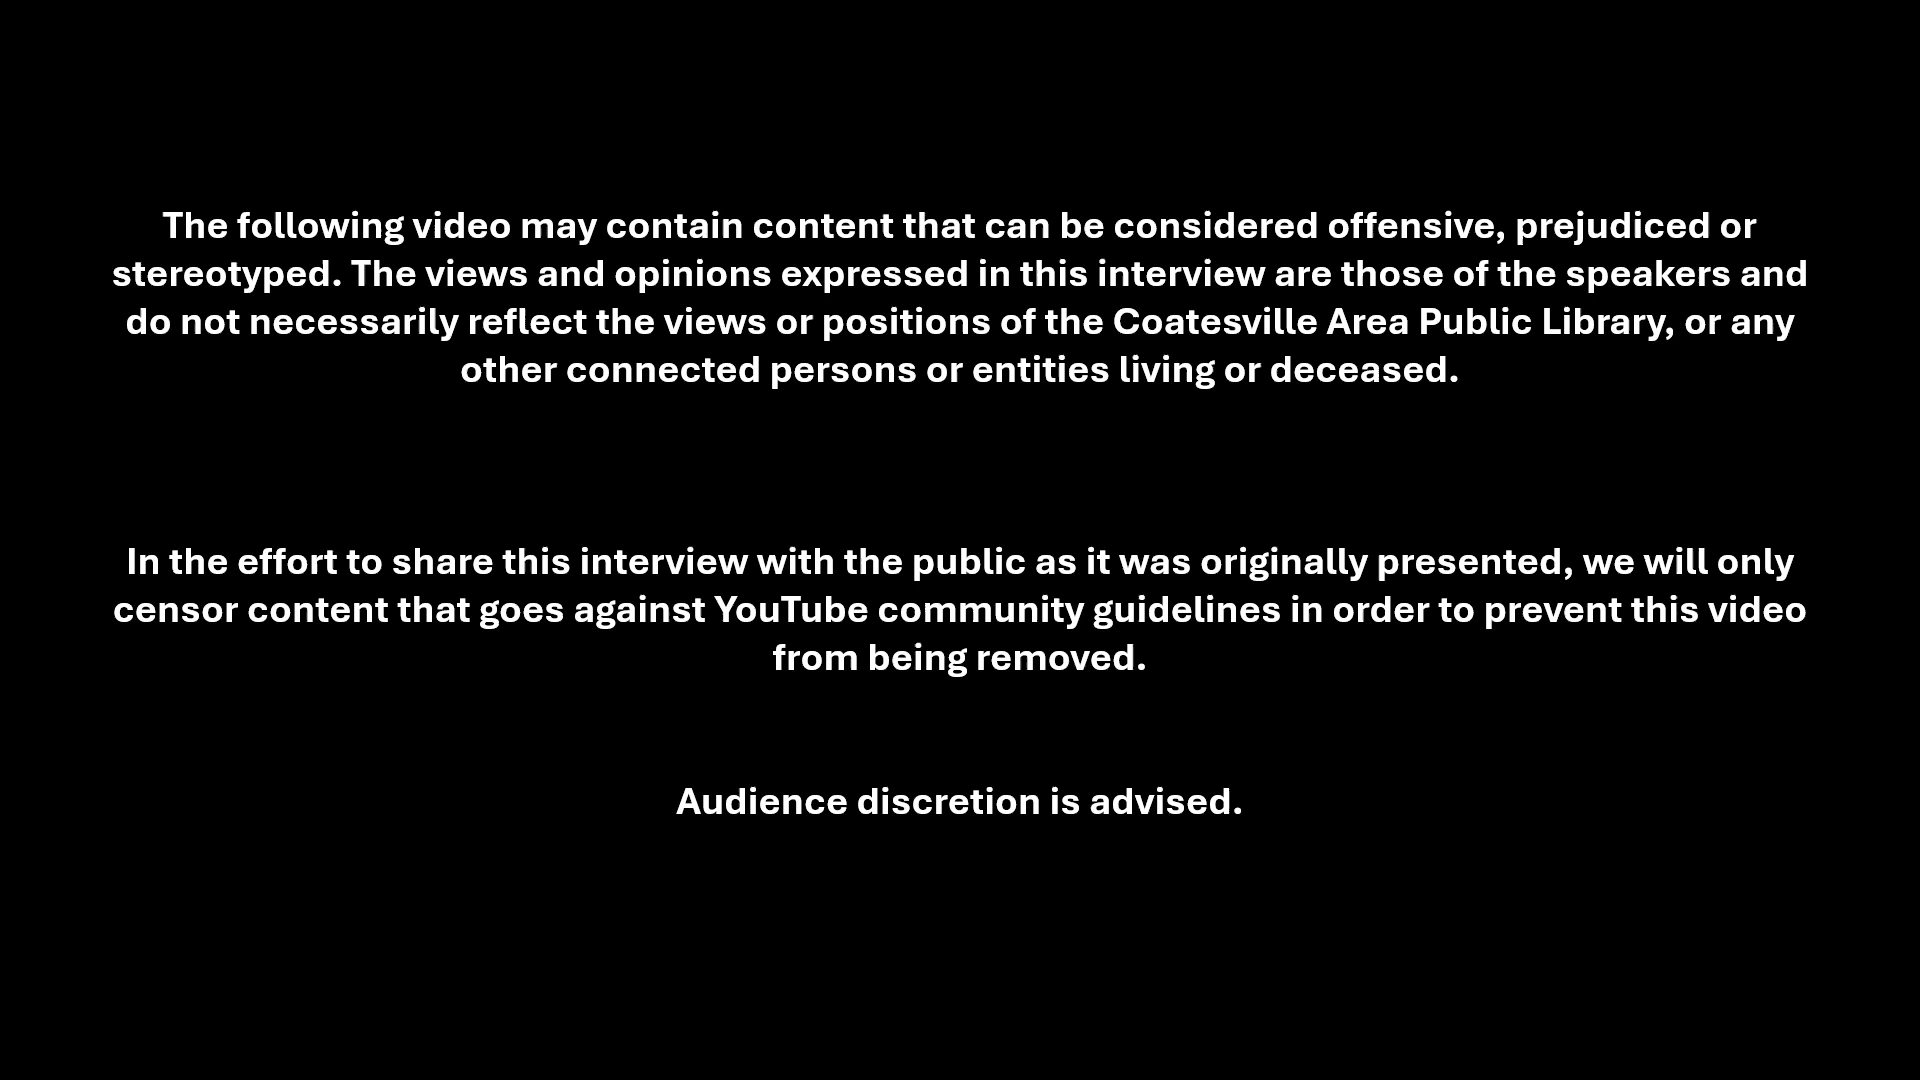 The following video may contain content that can be considered offensive, prejudiced or
stereotyped. The views and opinions expressed in this interview are those of the speakers and
do not necessarily reflect the views or positions of the Coatesville Area Public Library, or any
other connected persons or entities living or deceased.
In the effort to share this interview with the public as it was originally presented, we will only
censor content that goes against YouTube community guidelines in order to prevent this video
from being removed.
Audience discretion is advised.